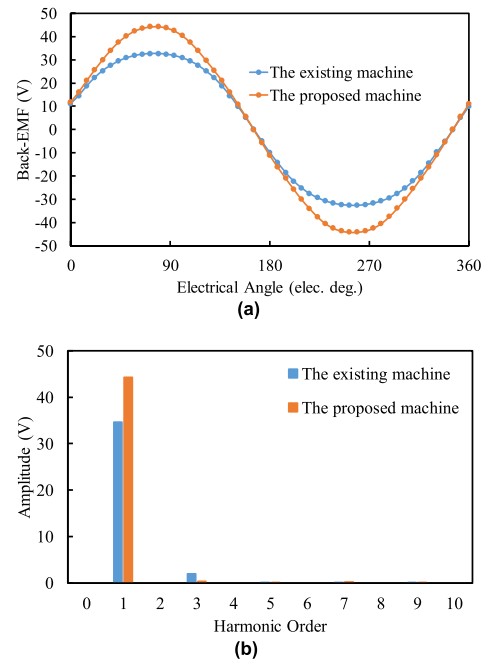 50
40
30
20
10
0
-10
-20
-30
-40
-50
Back-EMF (V)
The existing machine
The proposed machine
0 90 180 270 360
Electrical Angle (elec. deg.)
(a)
50
40
30
20
10
0
Amplitude (V)
The existing machine
The proposed machine
0 1 2 3 4 5 6 7 8 9 10
Harmonic Order
(b)